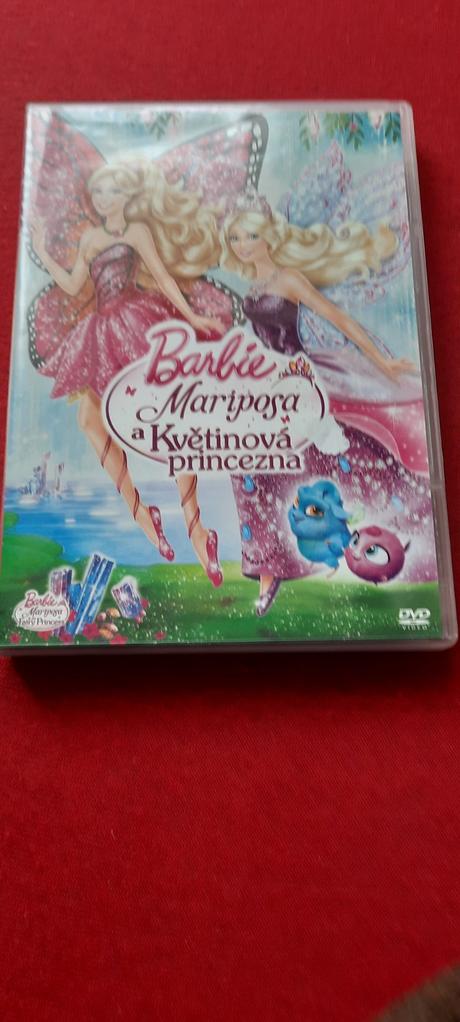 Barbie
Mariposa
a Květinová
princezna
Barbie
Mariposa
Fairy Princess
DVD
VIDEO